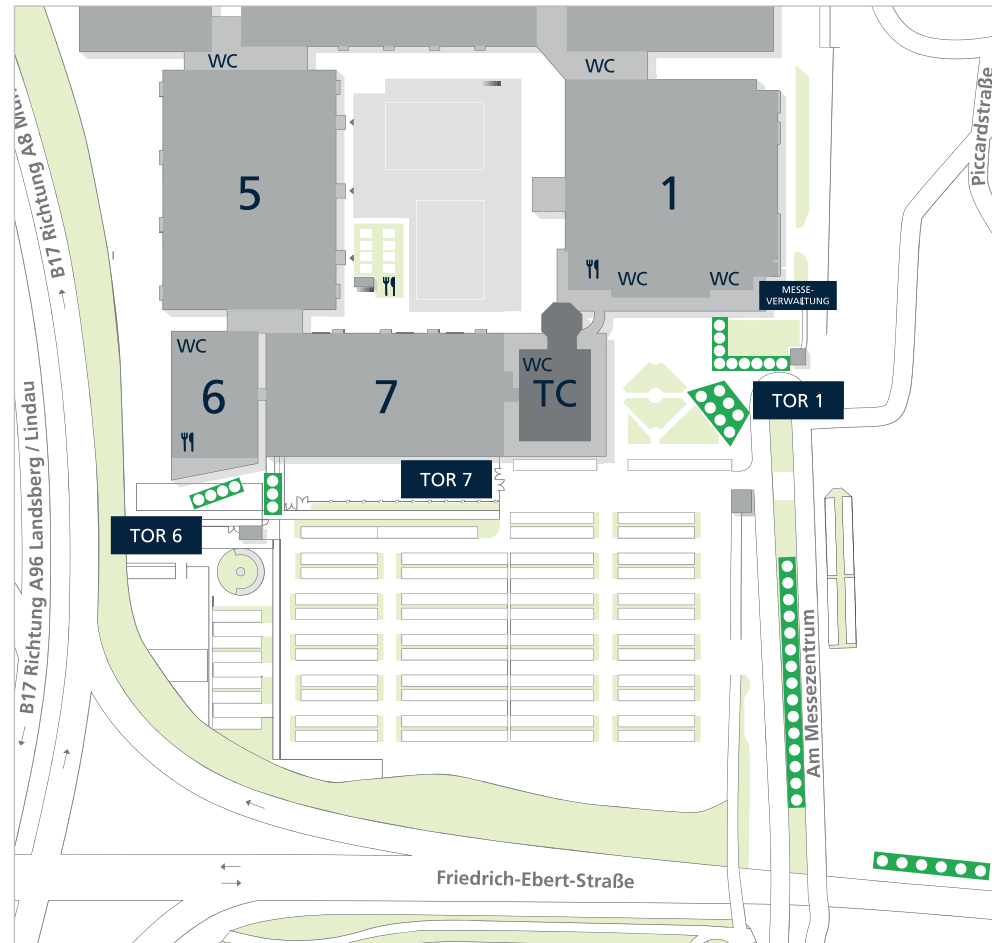 WC
WC
Piccardstraße
B17 Richtung A8
5
1
WC
WC
MESSE-
VERWALTUNG
WC
6
7
WC
TC
TOR 1
TOR 7
TOR 6
B17 Richtung A96 Landsberg / Lindau
Am Messezentrum
Friedrich-Ebert-Straße